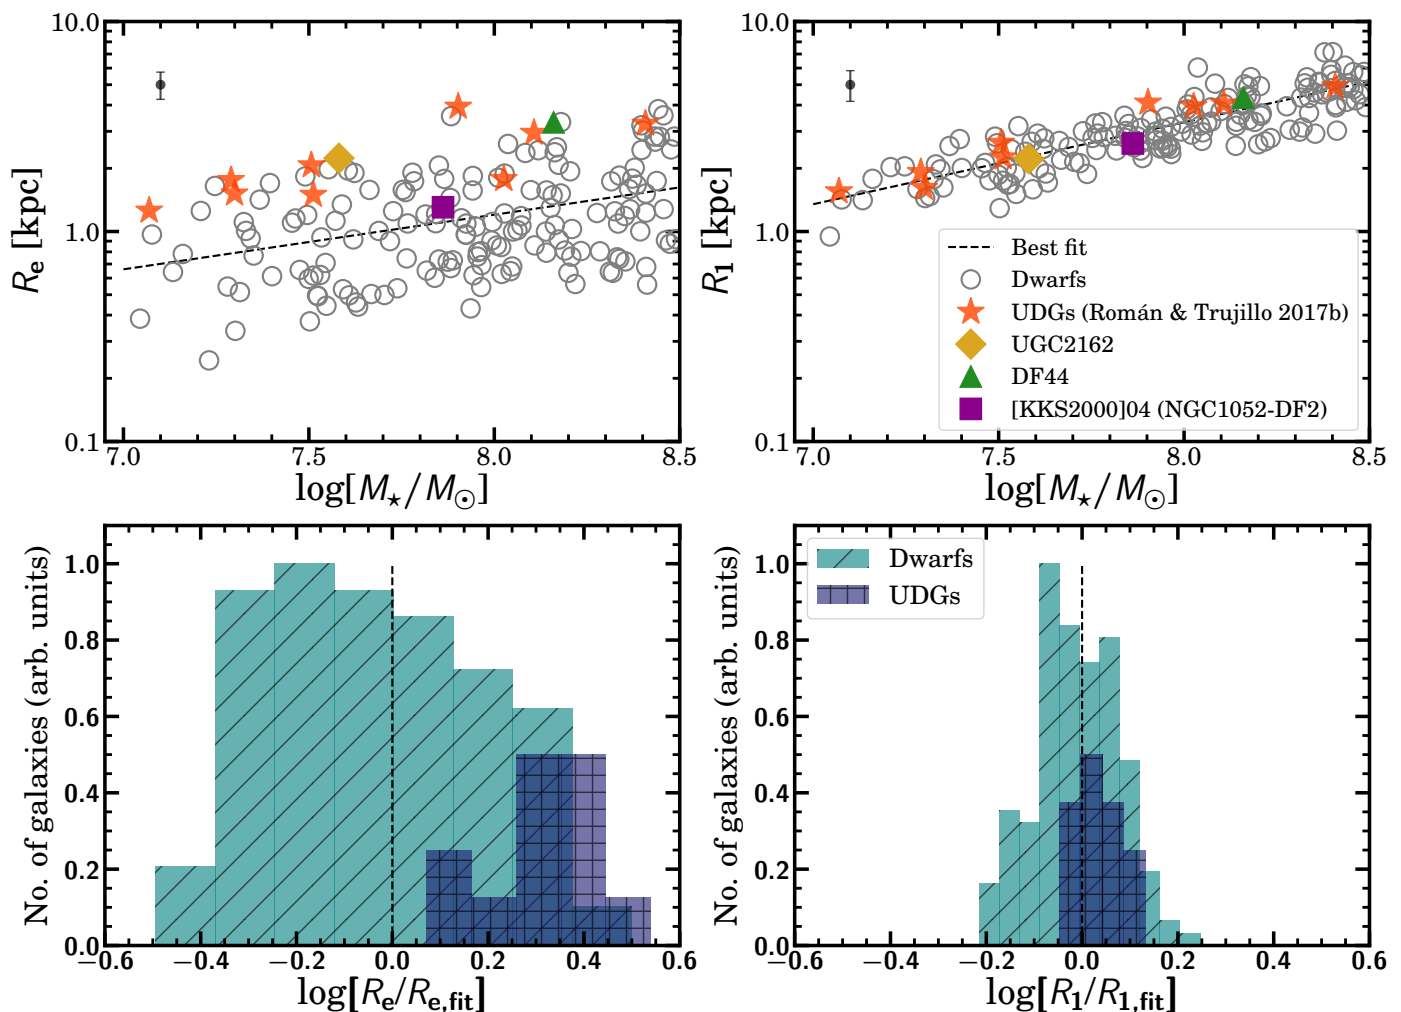 10.0
1.0
0.1
R_e [kpc]
7.0 7.5 8.0 8.5
log[M⋆/M⊙]
10.0
1.0
0.1
R_1 [kpc]
7.0 7.5 8.0 8.5
log[M⋆/M⊙]
Best fit
Dwarfs
UDGs (Román & Trujillo 2017b)
UGC2162
DF44
[KKS2000]04 (NGC1052-DF2)
No. of galaxies (arb. units)
1.0
0.8
0.6
0.4
0.2
0.0
−0.6 −0.4 −0.2 0.0 0.2 0.4 0.6
log[R_e/R_e,fit]
No. of galaxies (arb. units)
1.0
0.8
0.6
0.4
0.2
0.0
−0.6 −0.4 −0.2 0.0 0.2 0.4 0.6
log[R_1/R_1,fit]
Dwarfs
UDGs